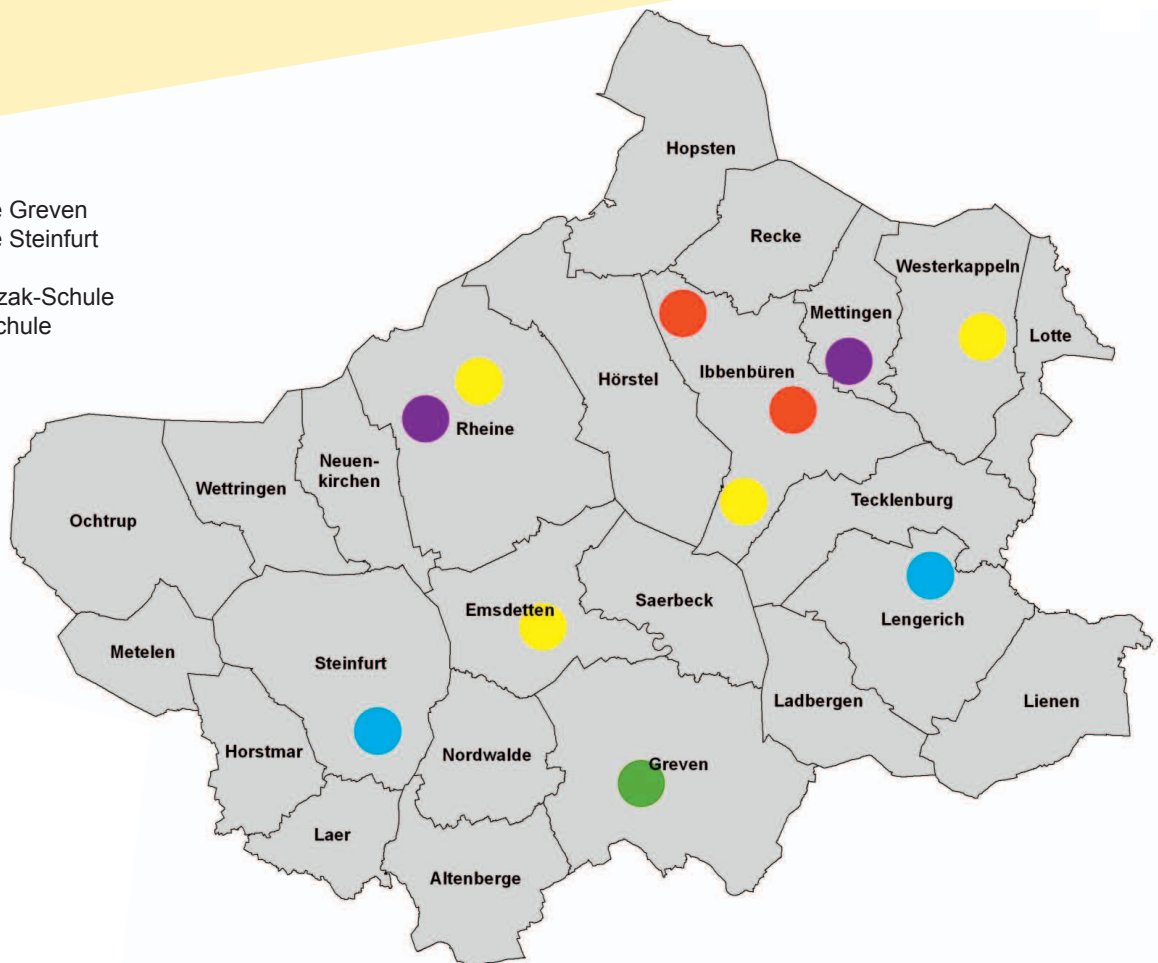 e Greven
e Steinfurt
zak-Schule
chule
Hopsten
Recke
Westerkappeln
Mettingen
Lotte
Ibbenbüren
Hörstel
Rheine
Neuen-
kirchen
Wettringen
Ochtrup
Tecklenburg
Emsdetten
Saerbeck
Lengerich
Metelen
Steinfurt
Ladbergen
Lienen
Horstmar
Nordwalde
Greven
Laer
Altenberge